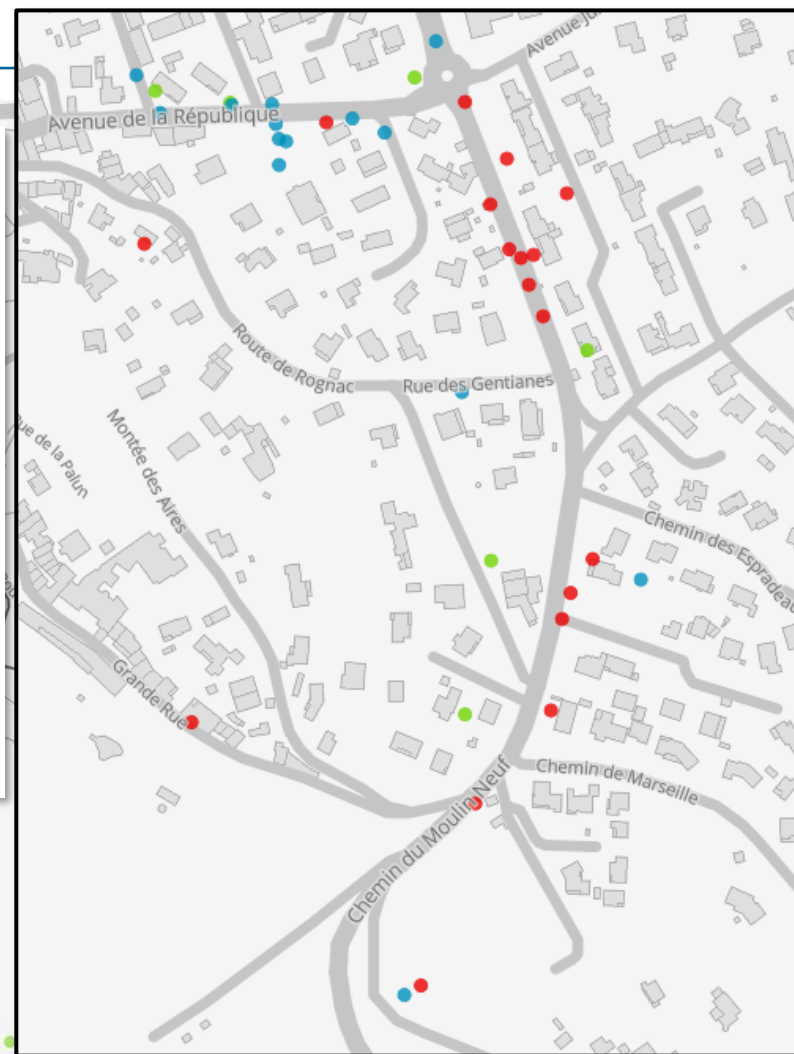 Avenue Ju
Avenue de la République
Route de Rognac
Rue des Gentianes
Montée des Aires
Rue de la Palun
Chemin des Espradeau
Grande Rue
Chemin de Marseille
Chemin du Moulin Neuf